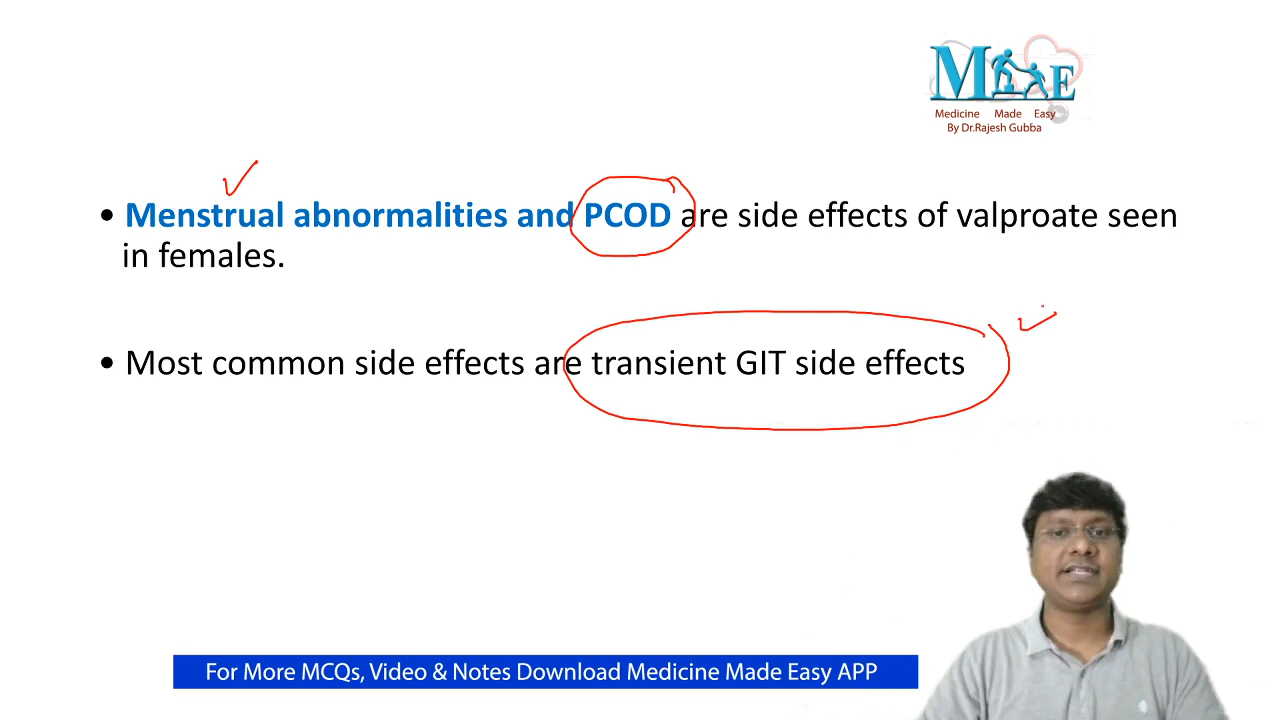 M E
Medicine Made Easy
By Dr.Rajesh Gubba
• Menstrual abnormalities and PCOD are side effects of valproate seen
in females.
• Most common side effects are transient GIT side effects
For More MCQs, Video & Notes Download Medicine Made Easy APP